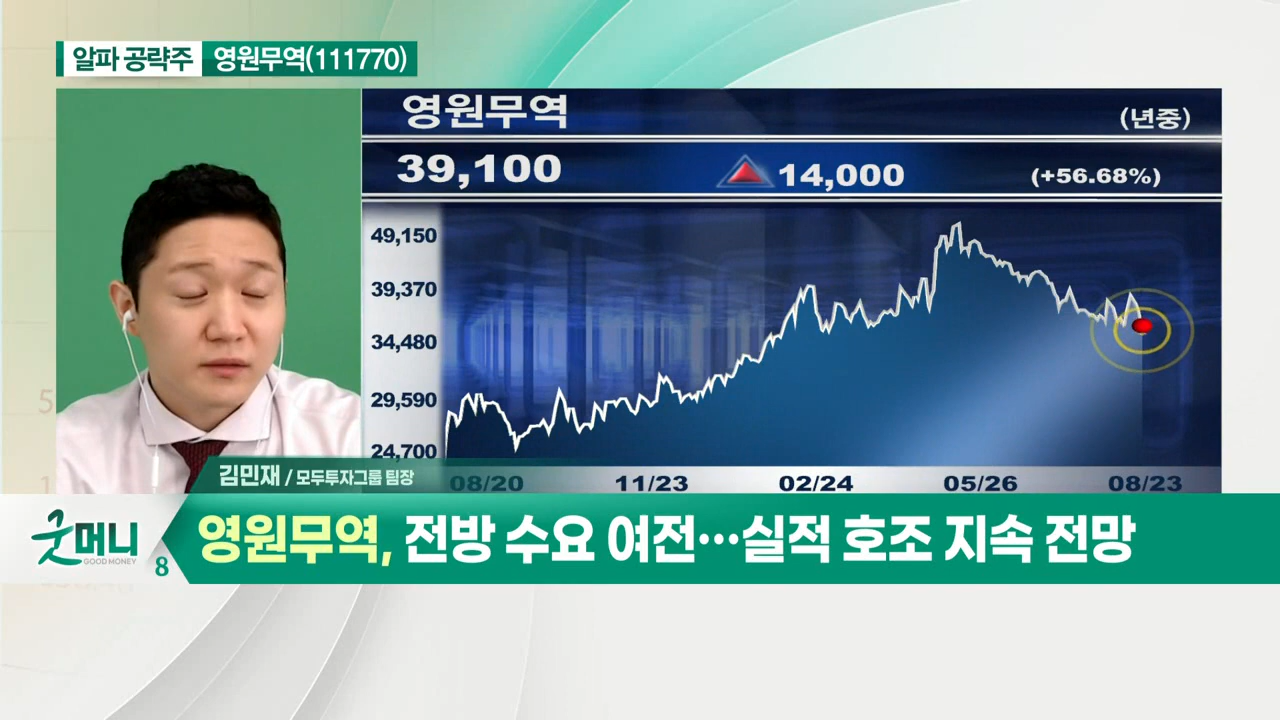 알파 공략주 영원무역(111770)
영원무역 (년중)
39,100 14,000 (+56.68%)
49,150
39,370
34,480
29,590
24,700
08/20 11/23 02/24 05/26 08/23
김민재 / 모두투자그룹 팀장
굿머니
GOOD MONEY
8
영원무역, 전방 수요 여전…실적 호조 지속 전망